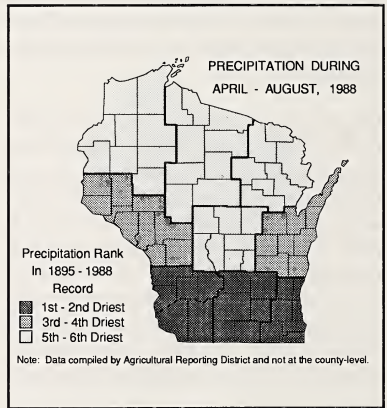 PRECIPITATION DURING
APRIL - AUGUST, 1988
Precipitation Rank
In 1895 - 1988
Record
1st - 2nd Driest
3rd - 4th Driest
5th - 6th Driest
Note: Data compiled by Agricultural Reporting District and not at the county-level.